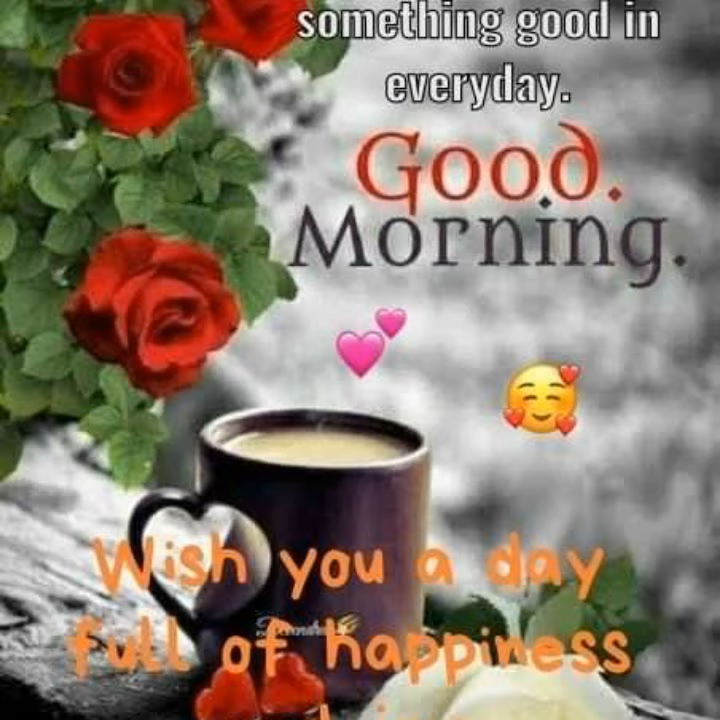 something good in
everyday.
Good.
Morning.
Wish you a day
full of happiness